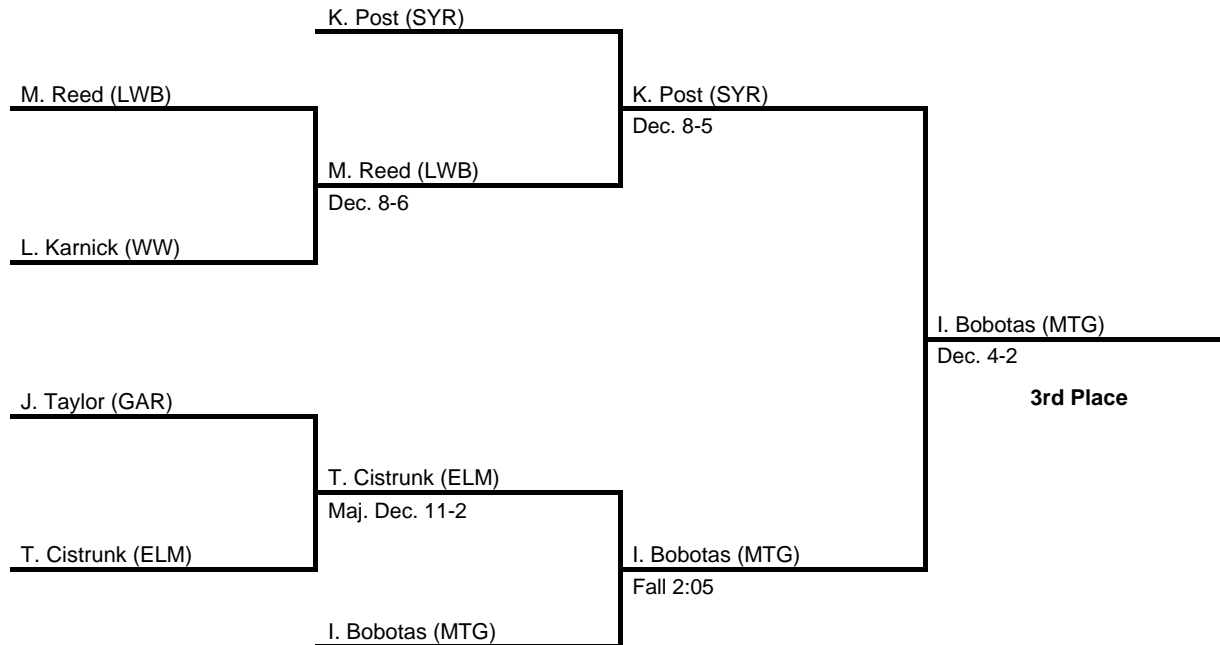 K. Post (SYR)
M. Reed (LWB)
K. Post (SYR)
Dec. 8-5
M. Reed (LWB)
Dec. 8-6
L. Karnick (WW)
I. Bobotas (MTG)
Dec. 4-2
3rd Place
J. Taylor (GAR)
T. Cistrunk (ELM)
Maj. Dec. 11-2
T. Cistrunk (ELM)
I. Bobotas (MTG)
Fall 2:05
I. Bobotas (MTG)